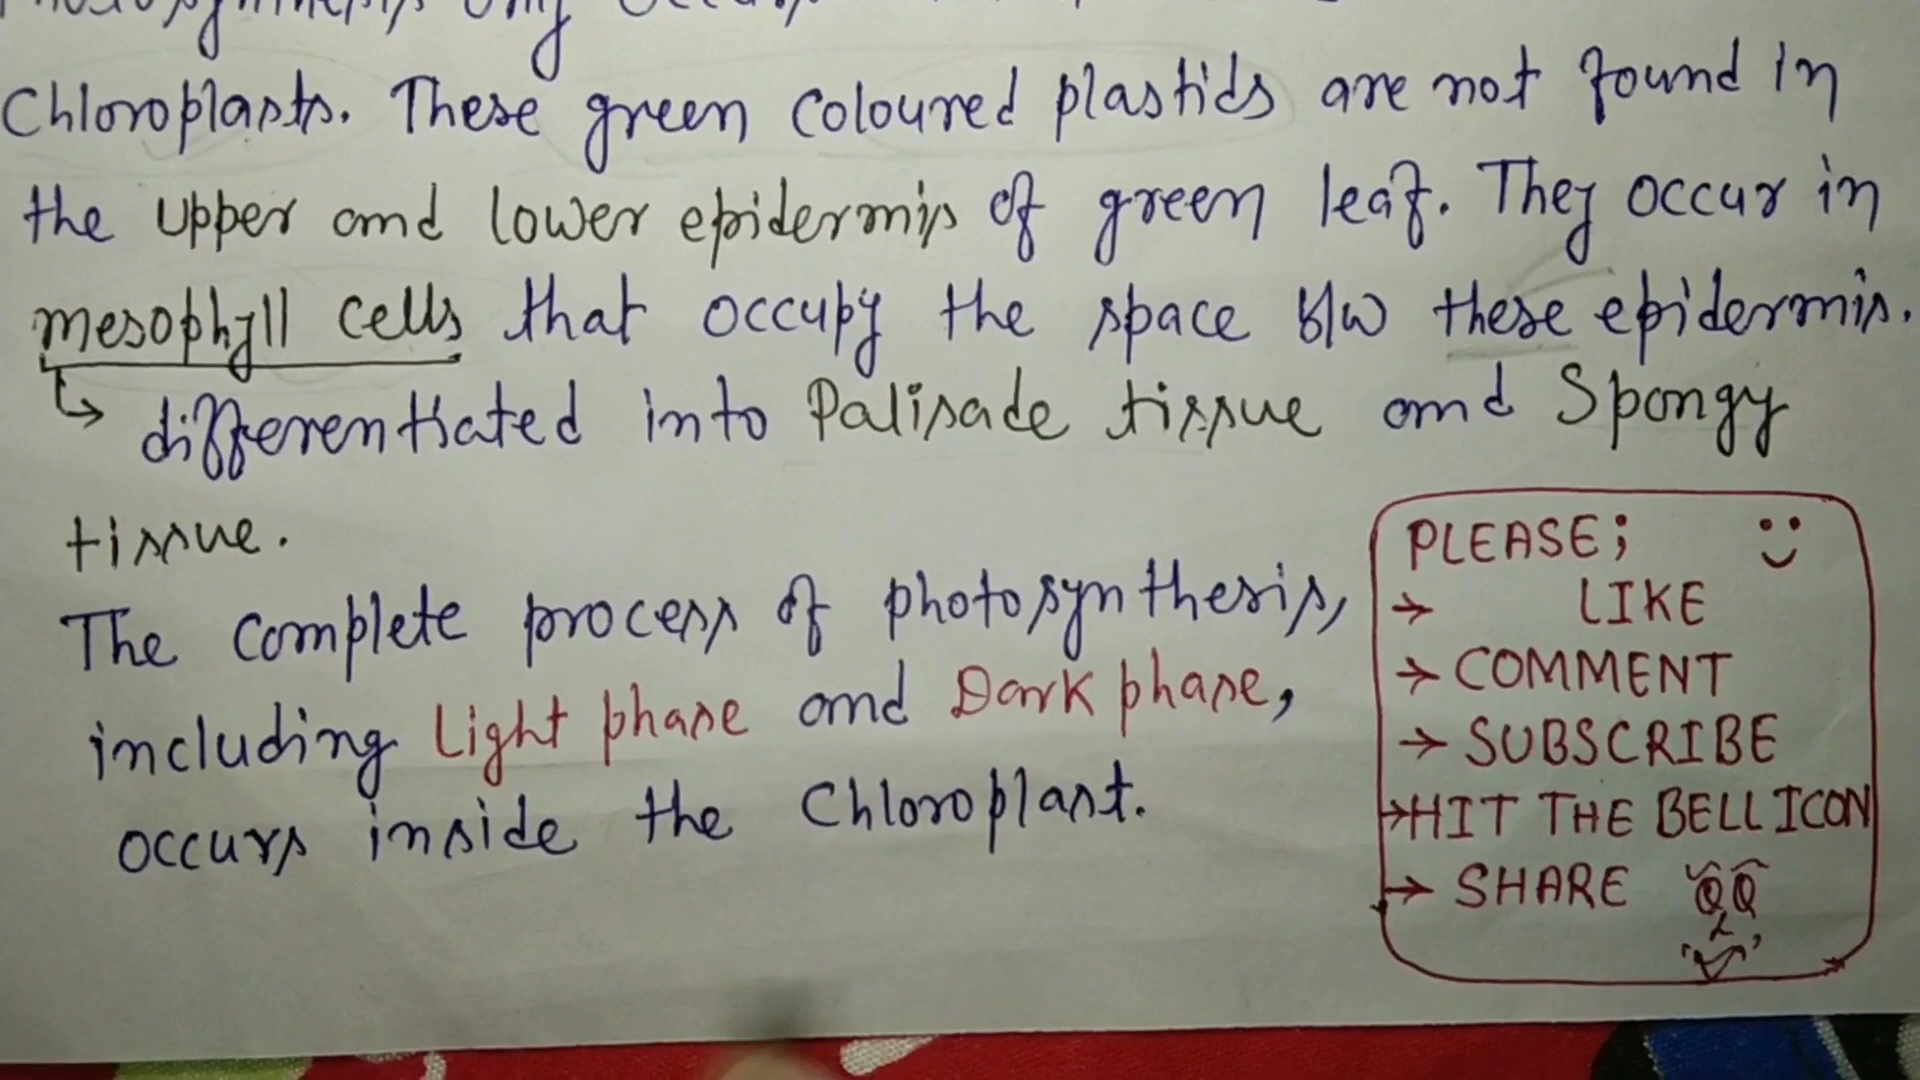 Chloroplasts. These green coloured plastids are not found in
the upper and lower epidermis of green leaf. They occur in
mesophyll cells that occupy the space b/w these epidermis.
↳ differentiated into Palisade tissue and Spongy
tissue.
The complete process of photosynthesis,
including Light phase and Dark phase,
occurs inside the Chloroplast.
PLEASE;
→ LIKE
→ COMMENT
→ SUBSCRIBE
→HIT THE BELL ICON
→ SHARE